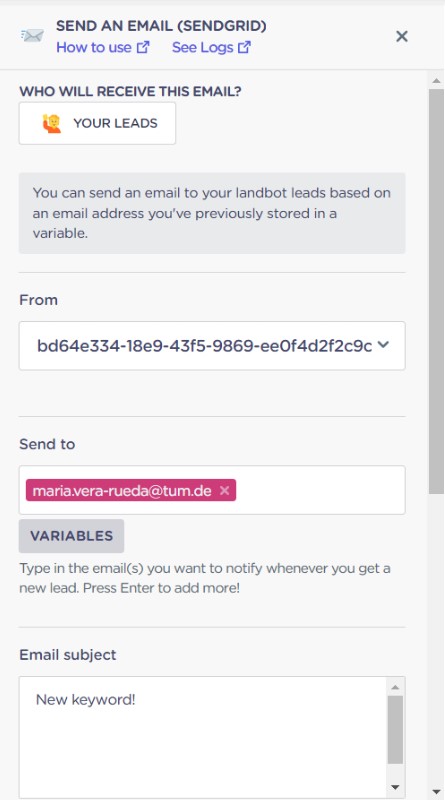 SEND AN EMAIL (SENDGRID)
How to use See Logs
WHO WILL RECEIVE THIS EMAIL?
YOUR LEADS
You can send an email to your landbot leads based on
an email address you've previously stored in a
variable.
From
bd64e334-18e9-43f5-9869-ee0f4d2f2c9c
Send to
maria.vera-rueda@tum.de ×
VARIABLES
Type in the email(s) you want to notify whenever you get a
new lead. Press Enter to add more!
Email subject
New keyword!